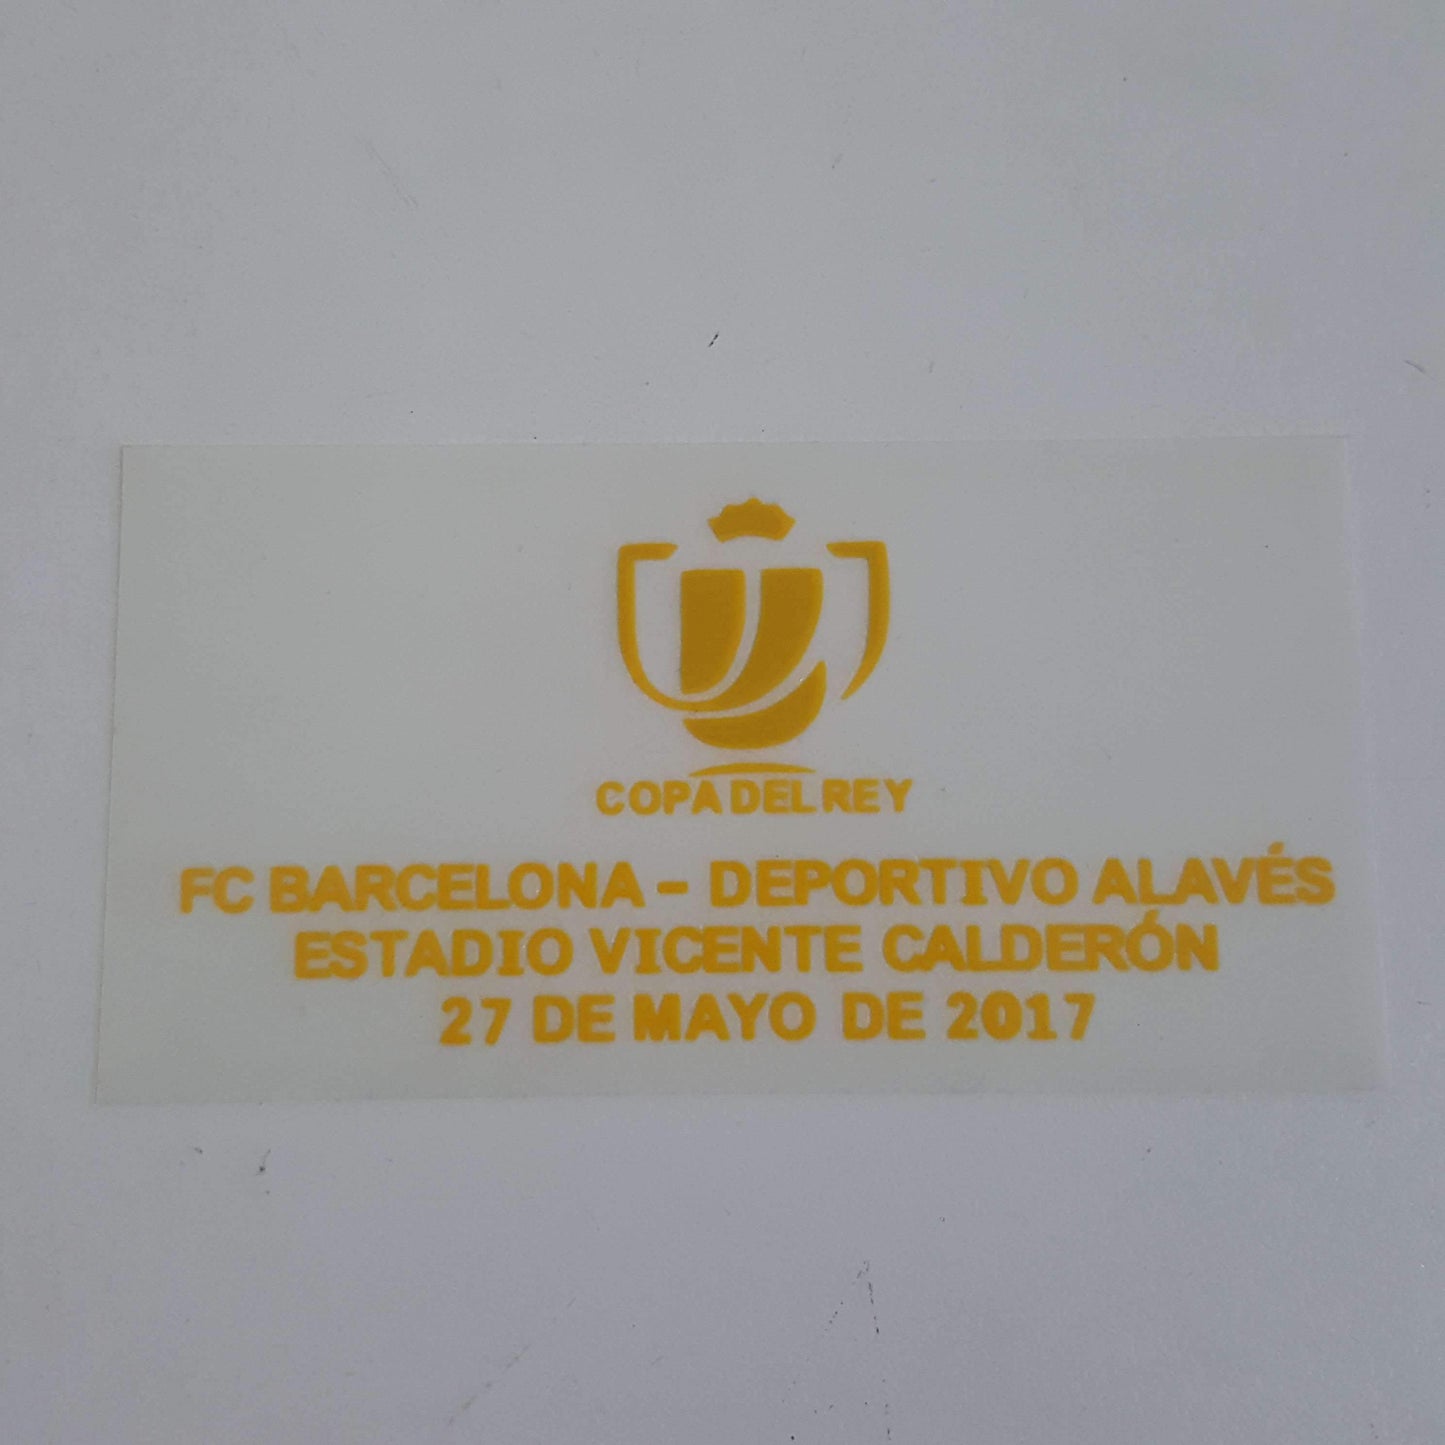 COPA DEL REY
FC BARCELONA - DEPORTIVO ALAVÉS
ESTADIO VICENTE CALDERÓN
27 DE MAYO DE 2017